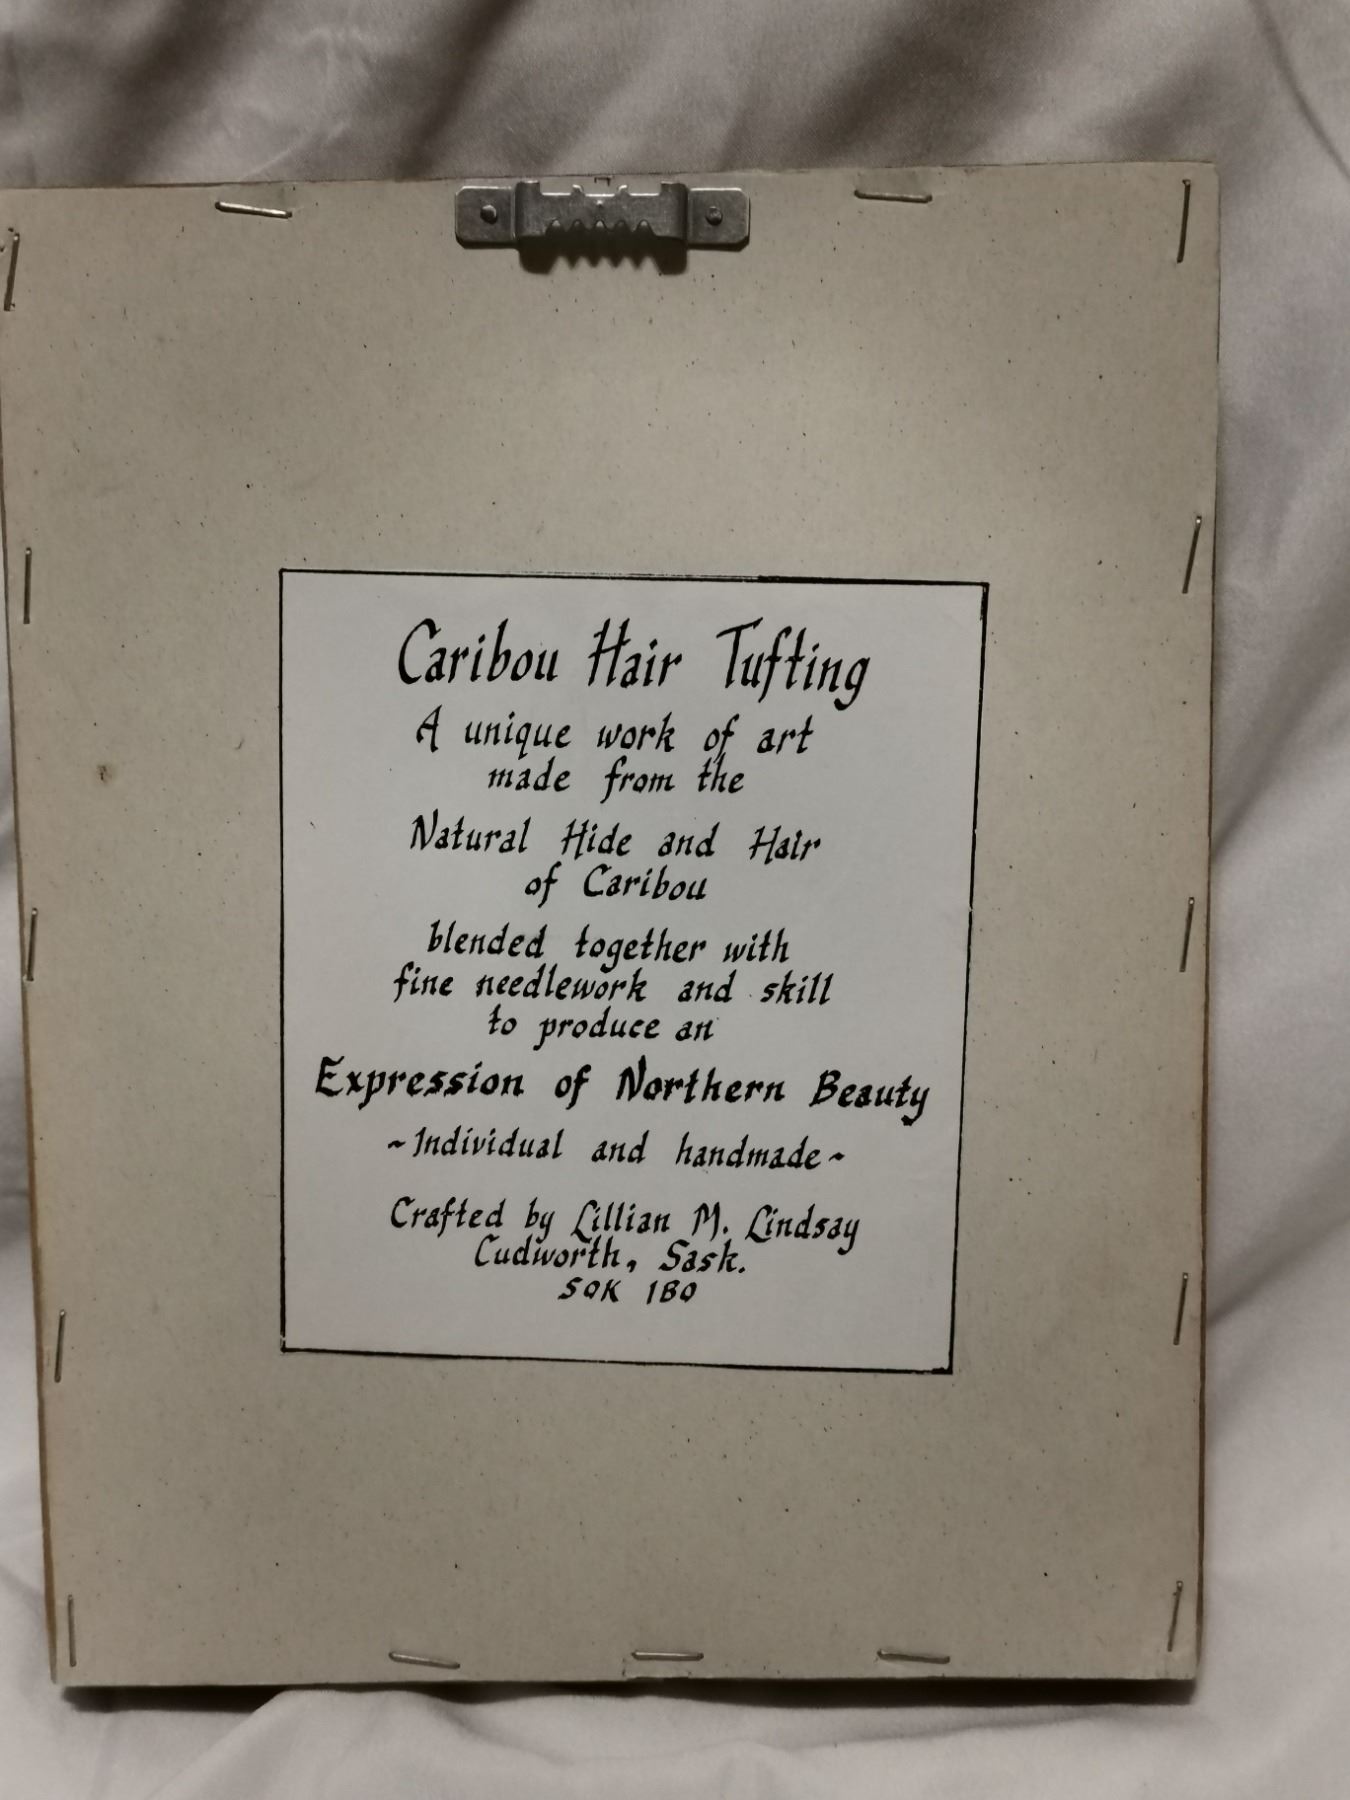 Caribou Hair Tufting
A unique work of art
made from the
Natural Hide and Hair
of Caribou
blended together with
fine needlework and skill
to produce an
Expression of Northern Beauty
~Individual and handmade~
Crafted by Lillian M. Lindsay
Cudworth, Sask.
S0K 1B0